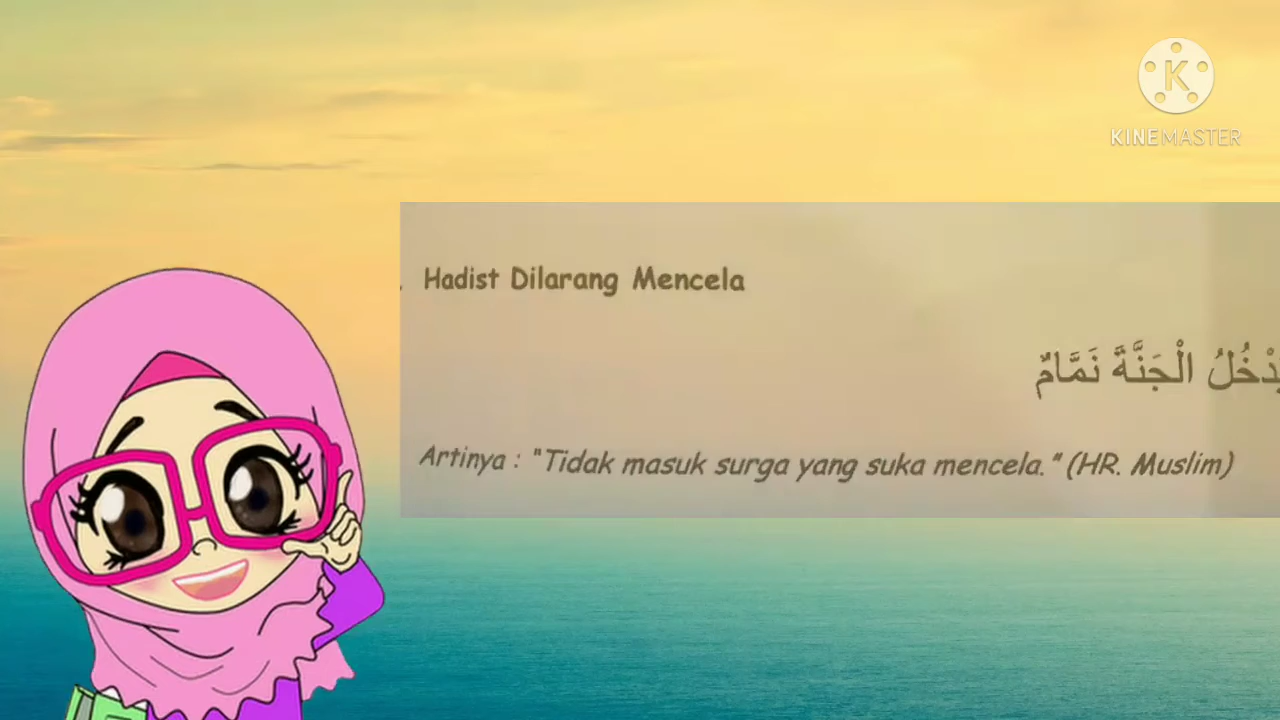 KINEMASTER
Hadist Dilarang Mencela
الْجَنَّةَ نَمَّامٌ
Artinya : "Tidak masuk surga yang suka mencela." (HR. Muslim)